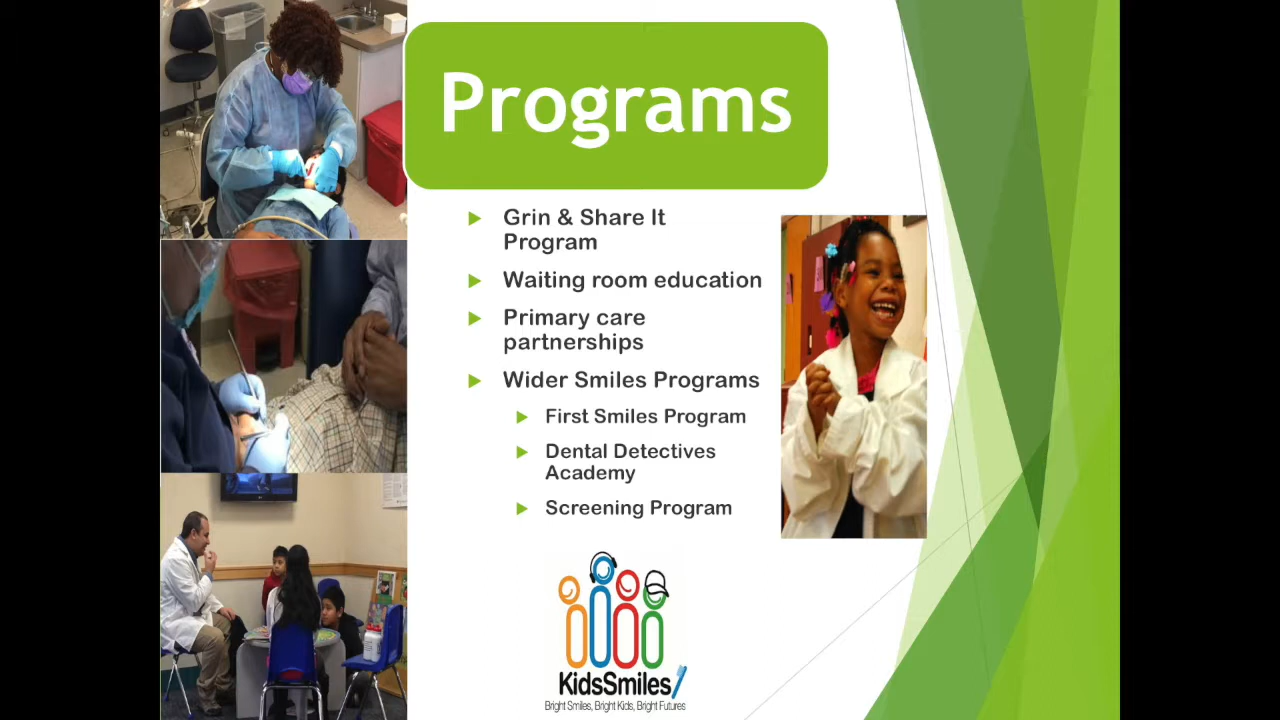 Programs
Grin & Share It
Program
Waiting room education
Primary care
partnerships
Wider Smiles Programs
First Smiles Program
Dental Detectives
Academy
Screening Program
KidsSmiles
Bright Smiles, Bright Kids, Bright Futures